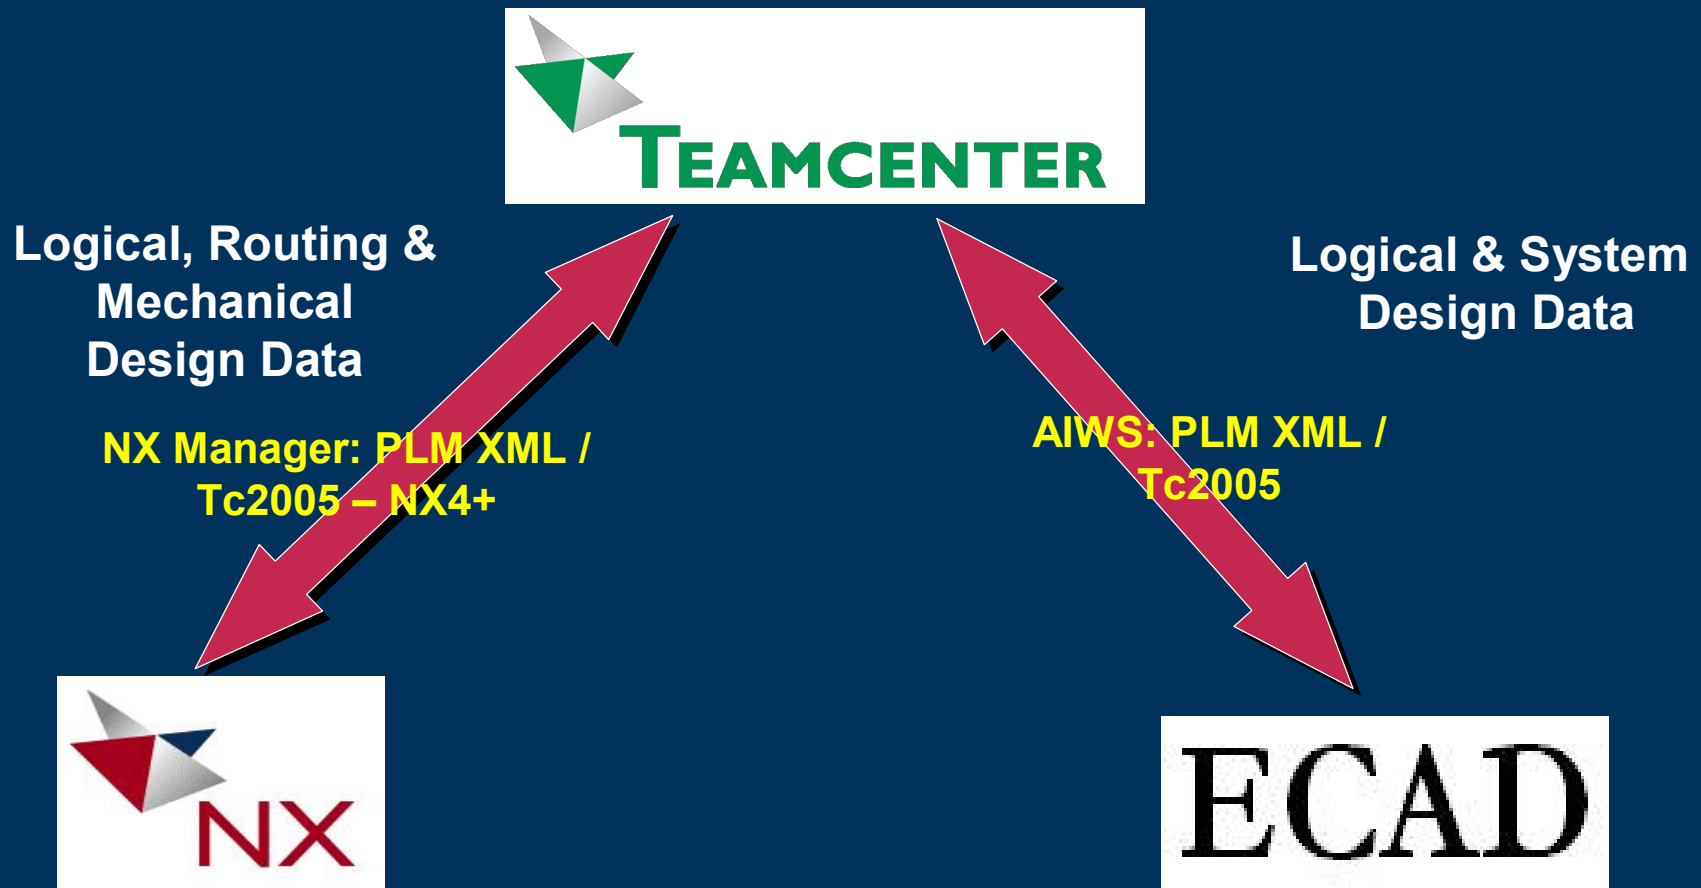 TEAMCENTER
Logical, Routing &
Mechanical
Design Data
Logical & System
Design Data
NX Manager: PLM XML /
Tc2005 – NX4+
AIWS: PLM XML /
Tc2005
NX
ECAD